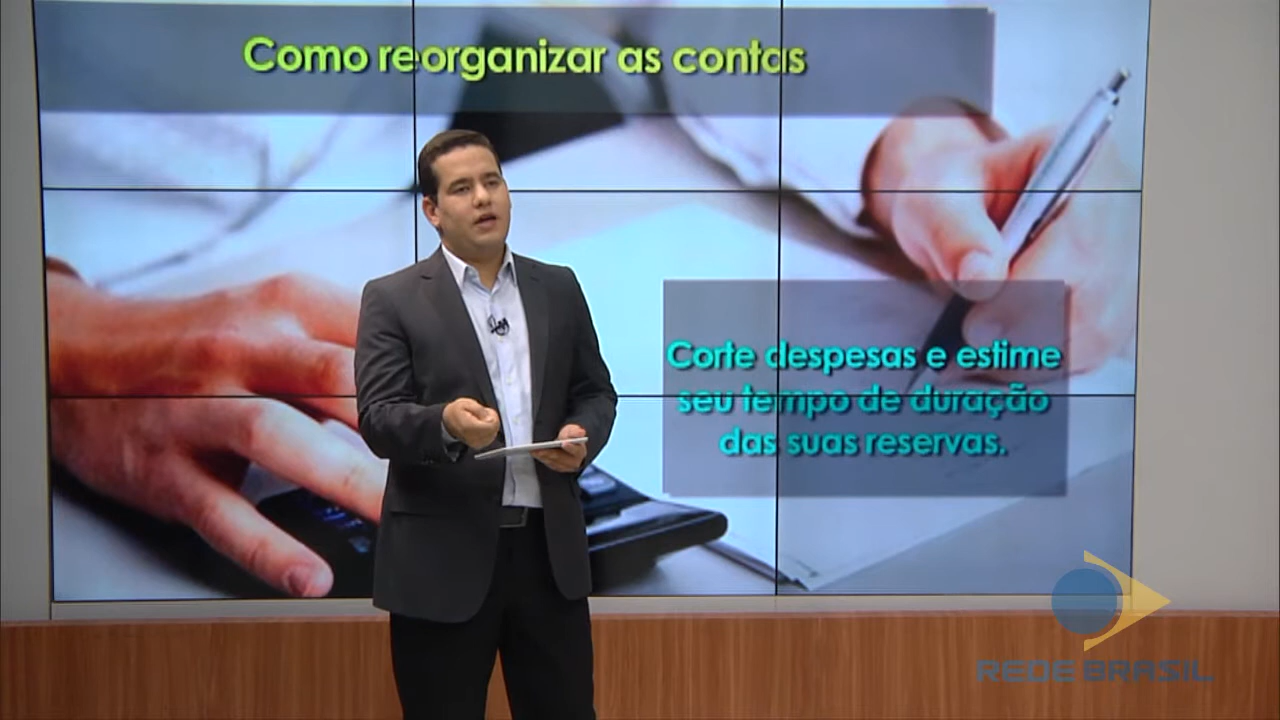 Como reorganizar as contas
Corte despesas e estime
seu tempo de duração
das suas reservas.
REDE BRASIL